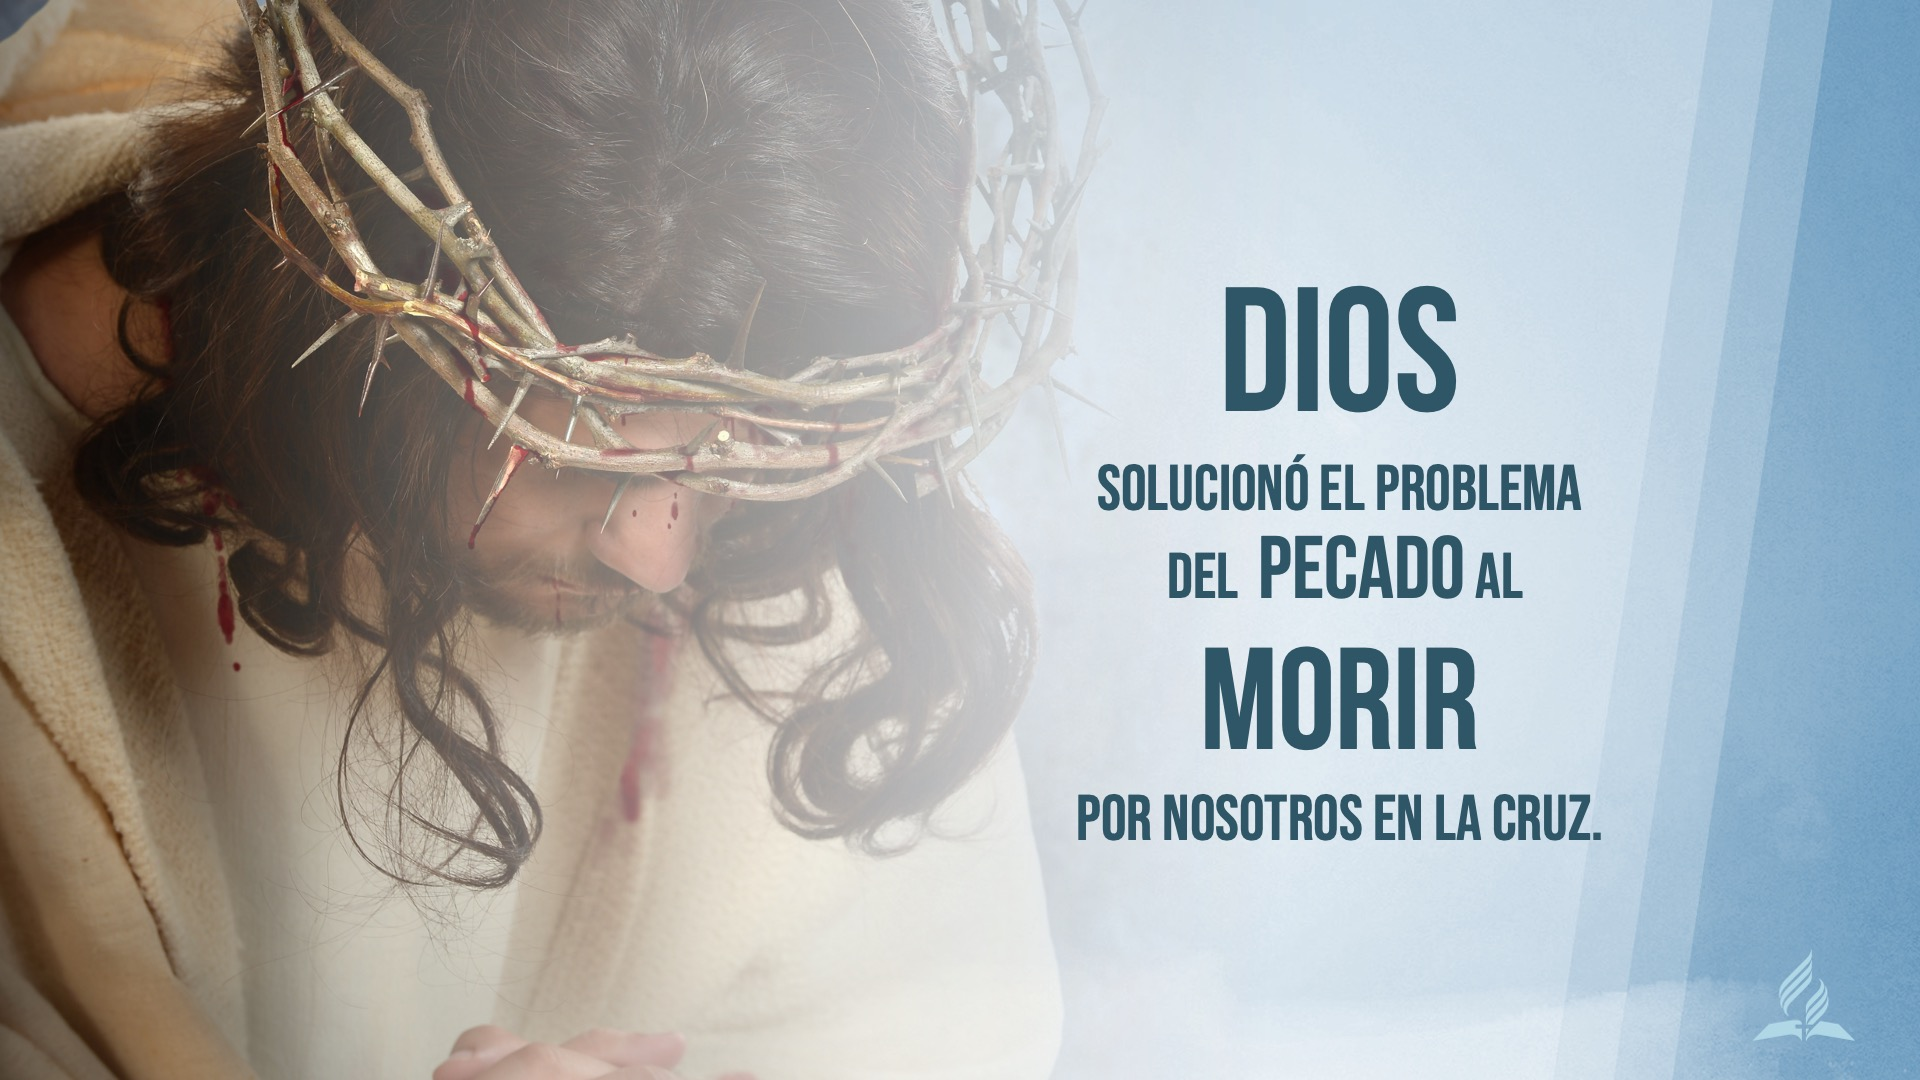 DIOS
SOLUCIONÓ EL PROBLEMA
DEL PECADO AL
MORIR
POR NOSOTROS EN LA CRUZ.